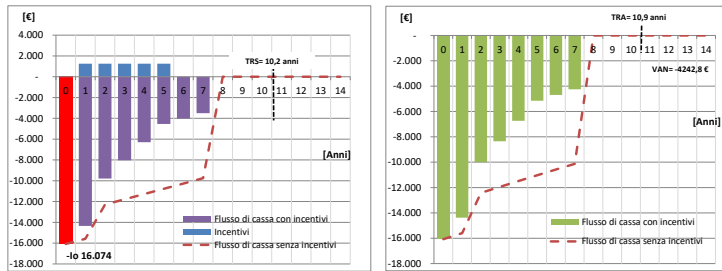 [€]
4.000
2.000
-
-2.000
-4.000
-6.000
-8.000
-10.000
-12.000
-14.000
-16.000
-18.000
TRS= 10,2 anni
0 1 2 3 4 5 6 7 8 9 10 11 12 13 14
[Anni]
Flusso di cassa con incentivi
Incentivi
Flusso di cassa senza incentivi
-Io 16.074
[€]
-
-2.000
-4.000
-6.000
-8.000
-10.000
-12.000
-14.000
-16.000
-18.000
TRA= 10,9 anni
0 1 2 3 4 5 6 7 8 9 10 11 12 13 14
VAN= -4242,8 €
[Anni]
Flusso di cassa con incentivi
Flusso di cassa senza incentivi